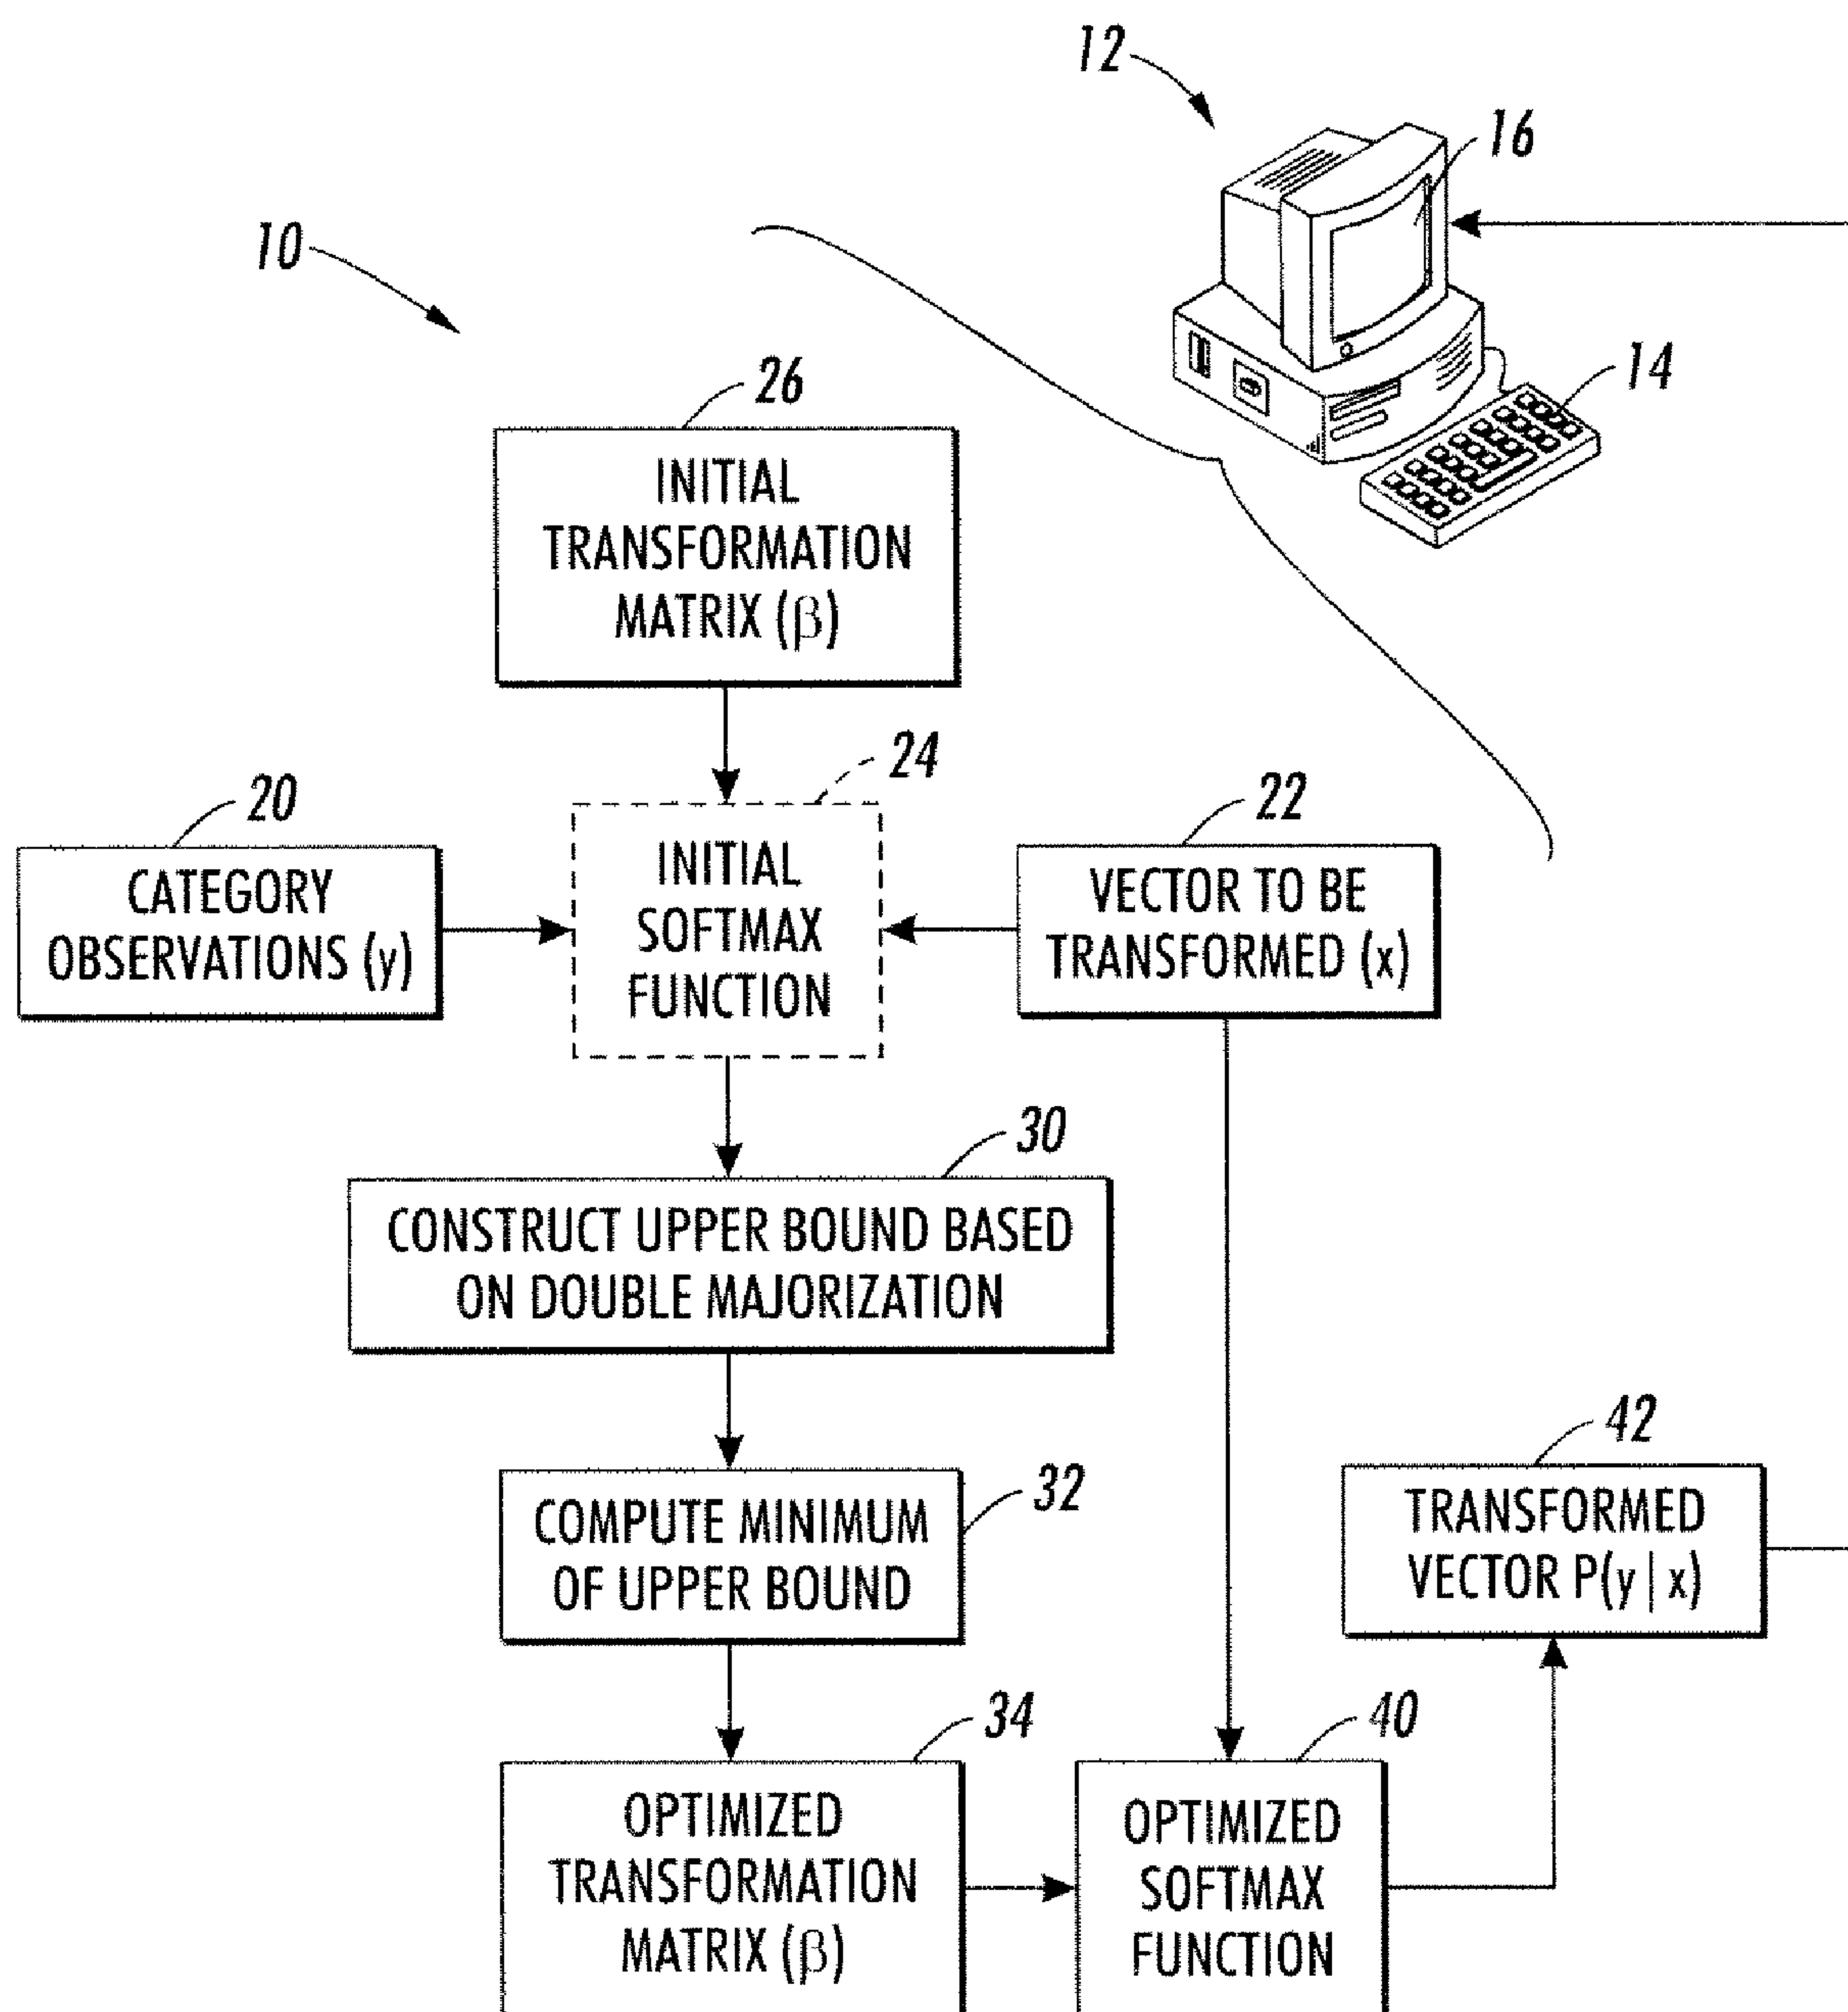 12
16
10
14
26
INITIAL
TRANSFORMATION
MATRIX (β)
24
20
22
CATEGORY
OBSERVATIONS (y)
INITIAL
SOFTMAX
FUNCTION
VECTOR TO BE
TRANSFORMED (x)
30
CONSTRUCT UPPER BOUND BASED
ON DOUBLE MAJORIZATION
32
COMPUTE MINIMUM
OF UPPER BOUND
42
TRANSFORMED
VECTOR P(y | x)
34
OPTIMIZED
TRANSFORMATION
MATRIX (β)
40
OPTIMIZED
SOFTMAX
FUNCTION